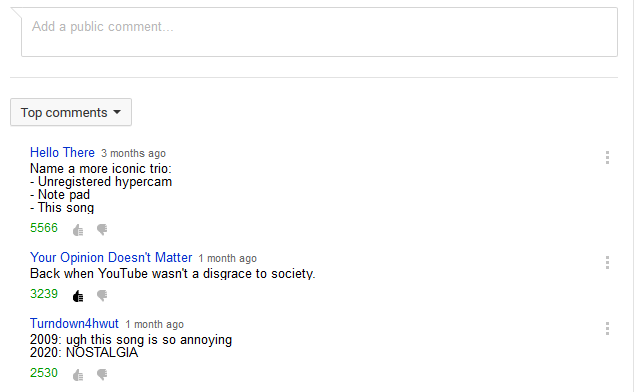 Add a public comment...
Top comments
Hello There 3 months ago
Name a more iconic trio:
- Unregistered hypercam
- Note pad
- This song
5566
Your Opinion Doesn't Matter 1 month ago
Back when YouTube wasn't a disgrace to society.
3239
Turndown4hwut 1 month ago
2009: ugh this song is so annoying
2020: NOSTALGIA
2530